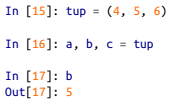 In [15]: tup = (4, 5, 6)
In [16]: a, b, c = tup
In [17]: b
Out[17]: 5